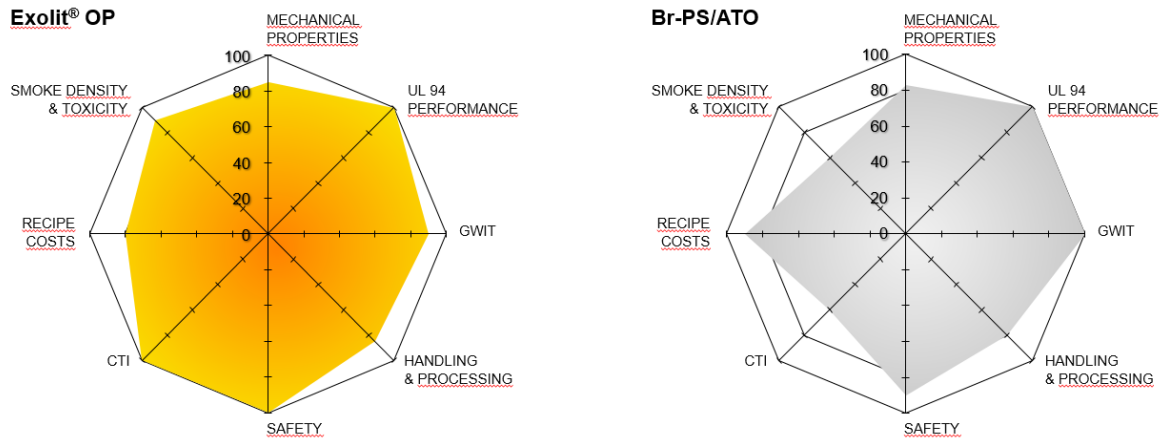 Exolit® OP
MECHANICAL
PROPERTIES
100
80
60
40
20
0
SMOKE DENSITY
& TOXICITY
UL 94
PERFORMANCE
RECIPE
COSTS
GWIT
CTI
HANDLING
& PROCESSING
SAFETY
Br-PS/ATO
MECHANICAL
PROPERTIES
100
80
60
40
20
0
SMOKE DENSITY
& TOXICITY
UL 94
PERFORMANCE
RECIPE
COSTS
GWIT
CTI
HANDLING
& PROCESSING
SAFETY